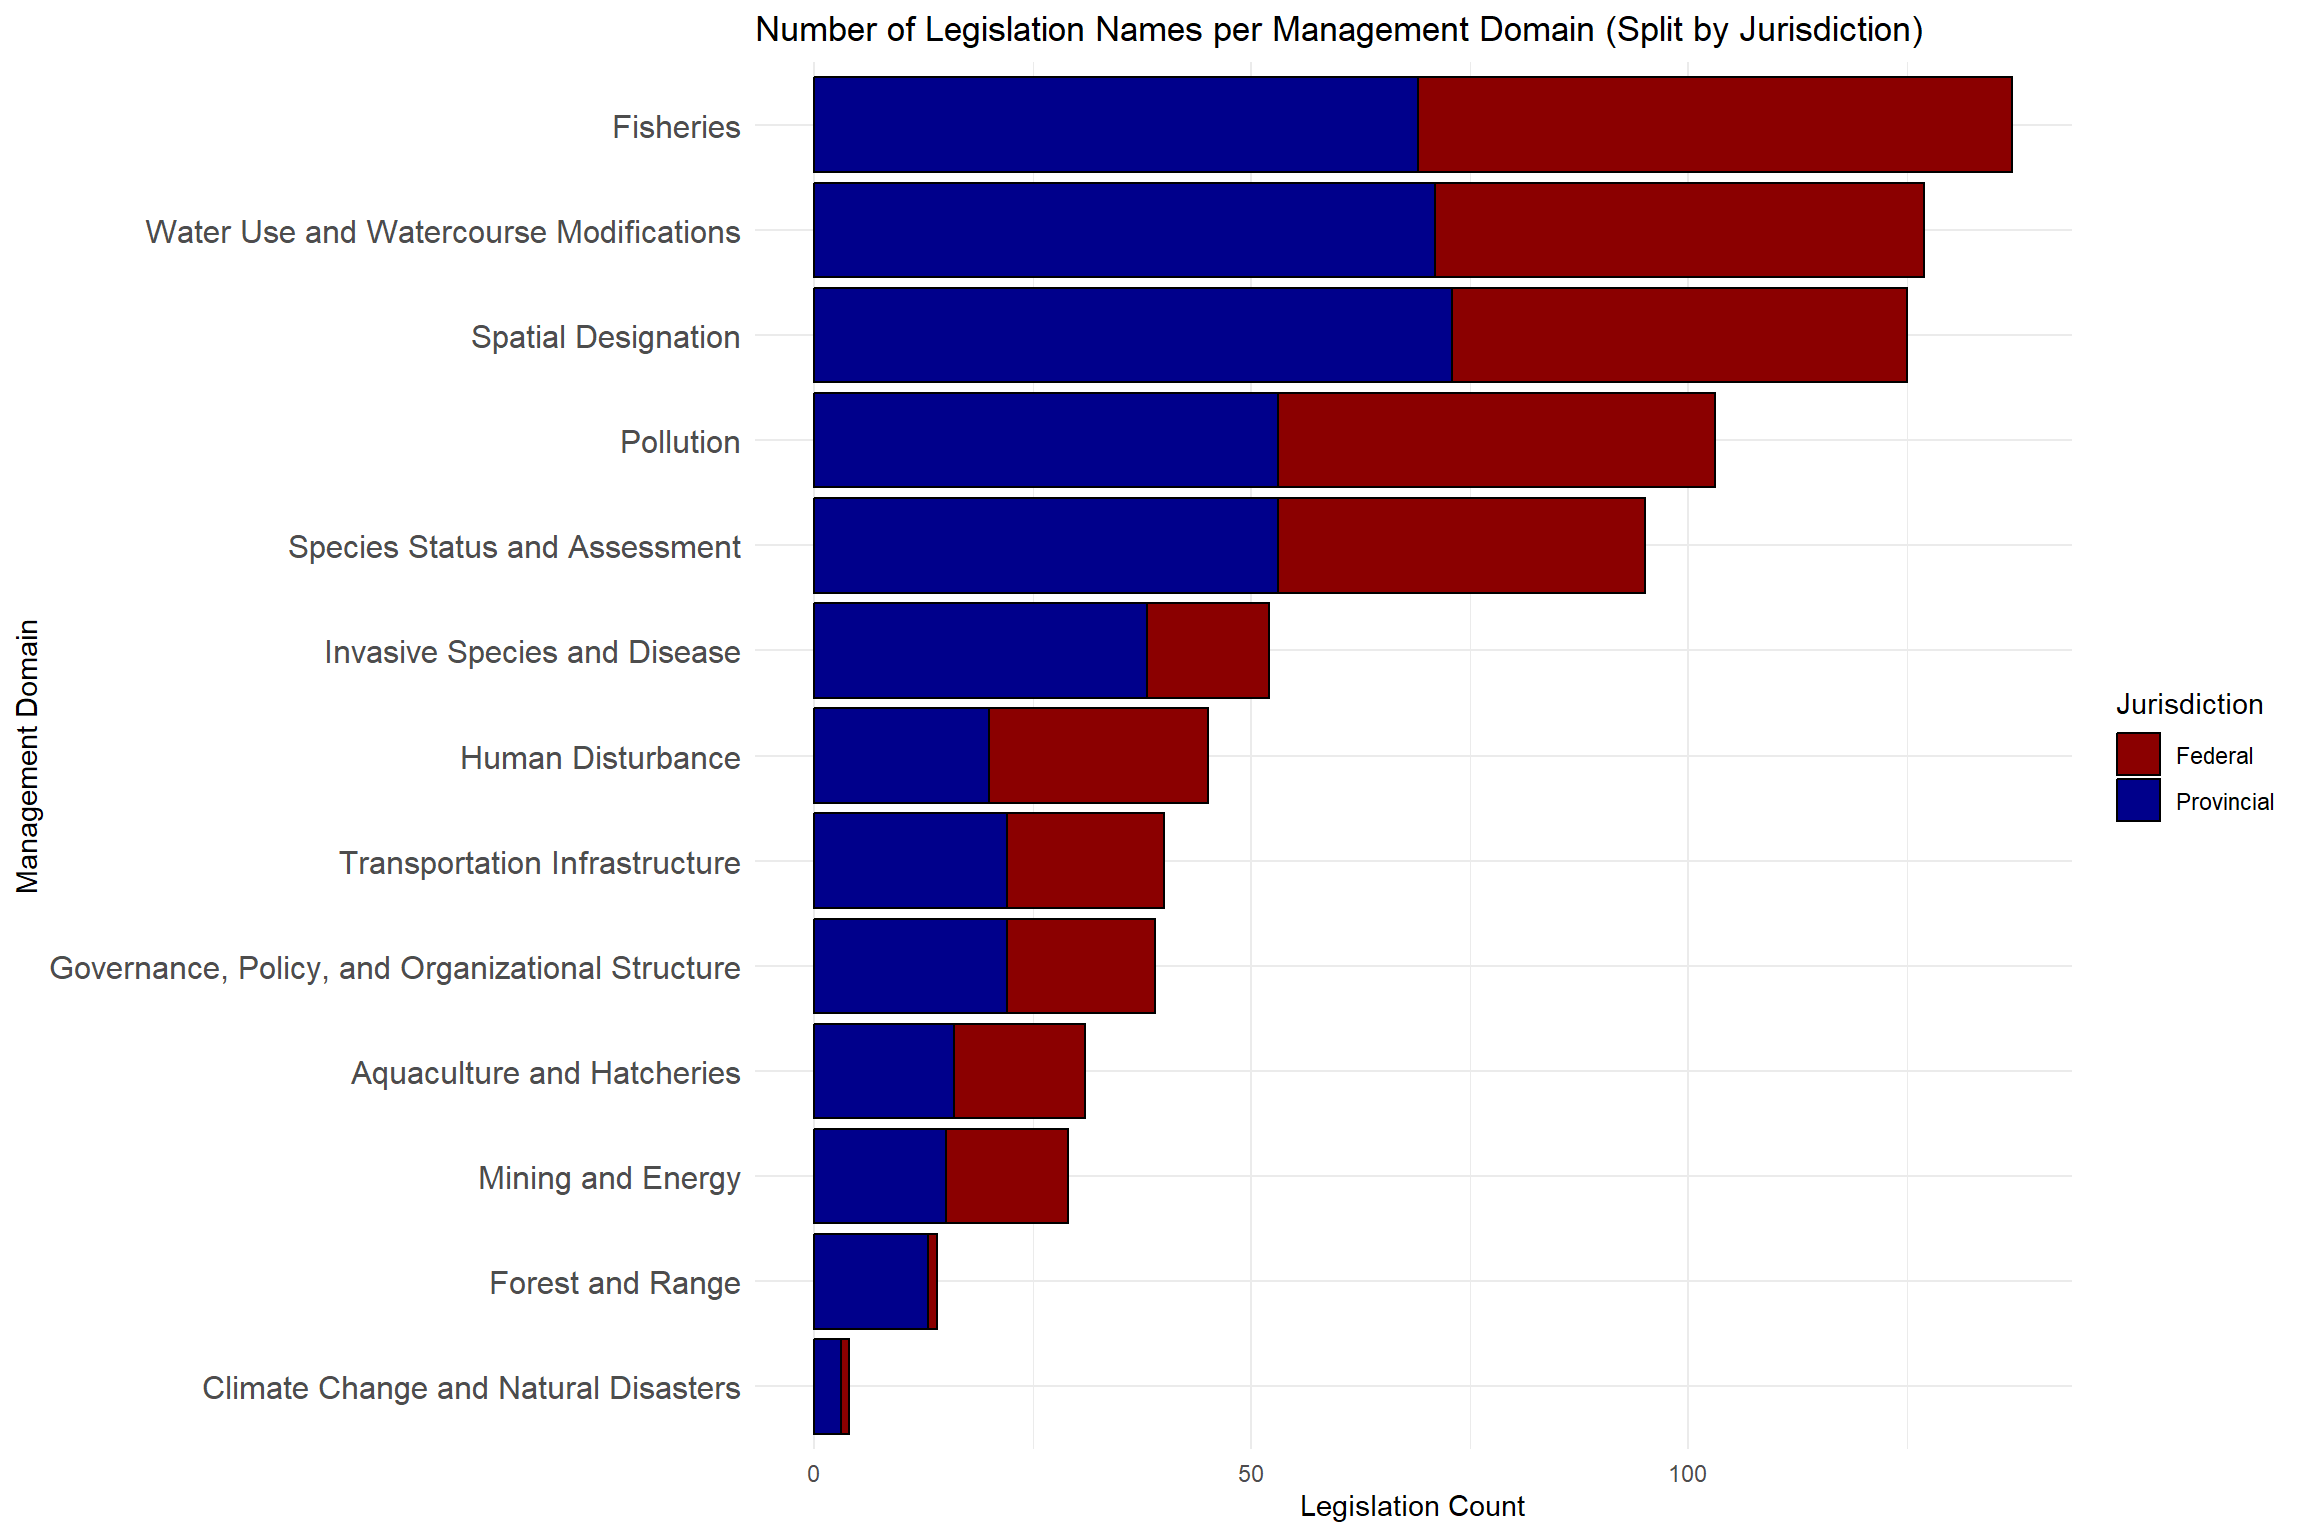 Number of Legislation Names per Management Domain (Split by Jurisdiction)
Management Domain
Fisheries
Water Use and Watercourse Modifications
Spatial Designation
Pollution
Species Status and Assessment
Invasive Species and Disease
Human Disturbance
Transportation Infrastructure
Governance, Policy, and Organizational Structure
Aquaculture and Hatcheries
Mining and Energy
Forest and Range
Climate Change and Natural Disasters
0 50 100
Legislation Count
Jurisdiction
Federal
Provincial